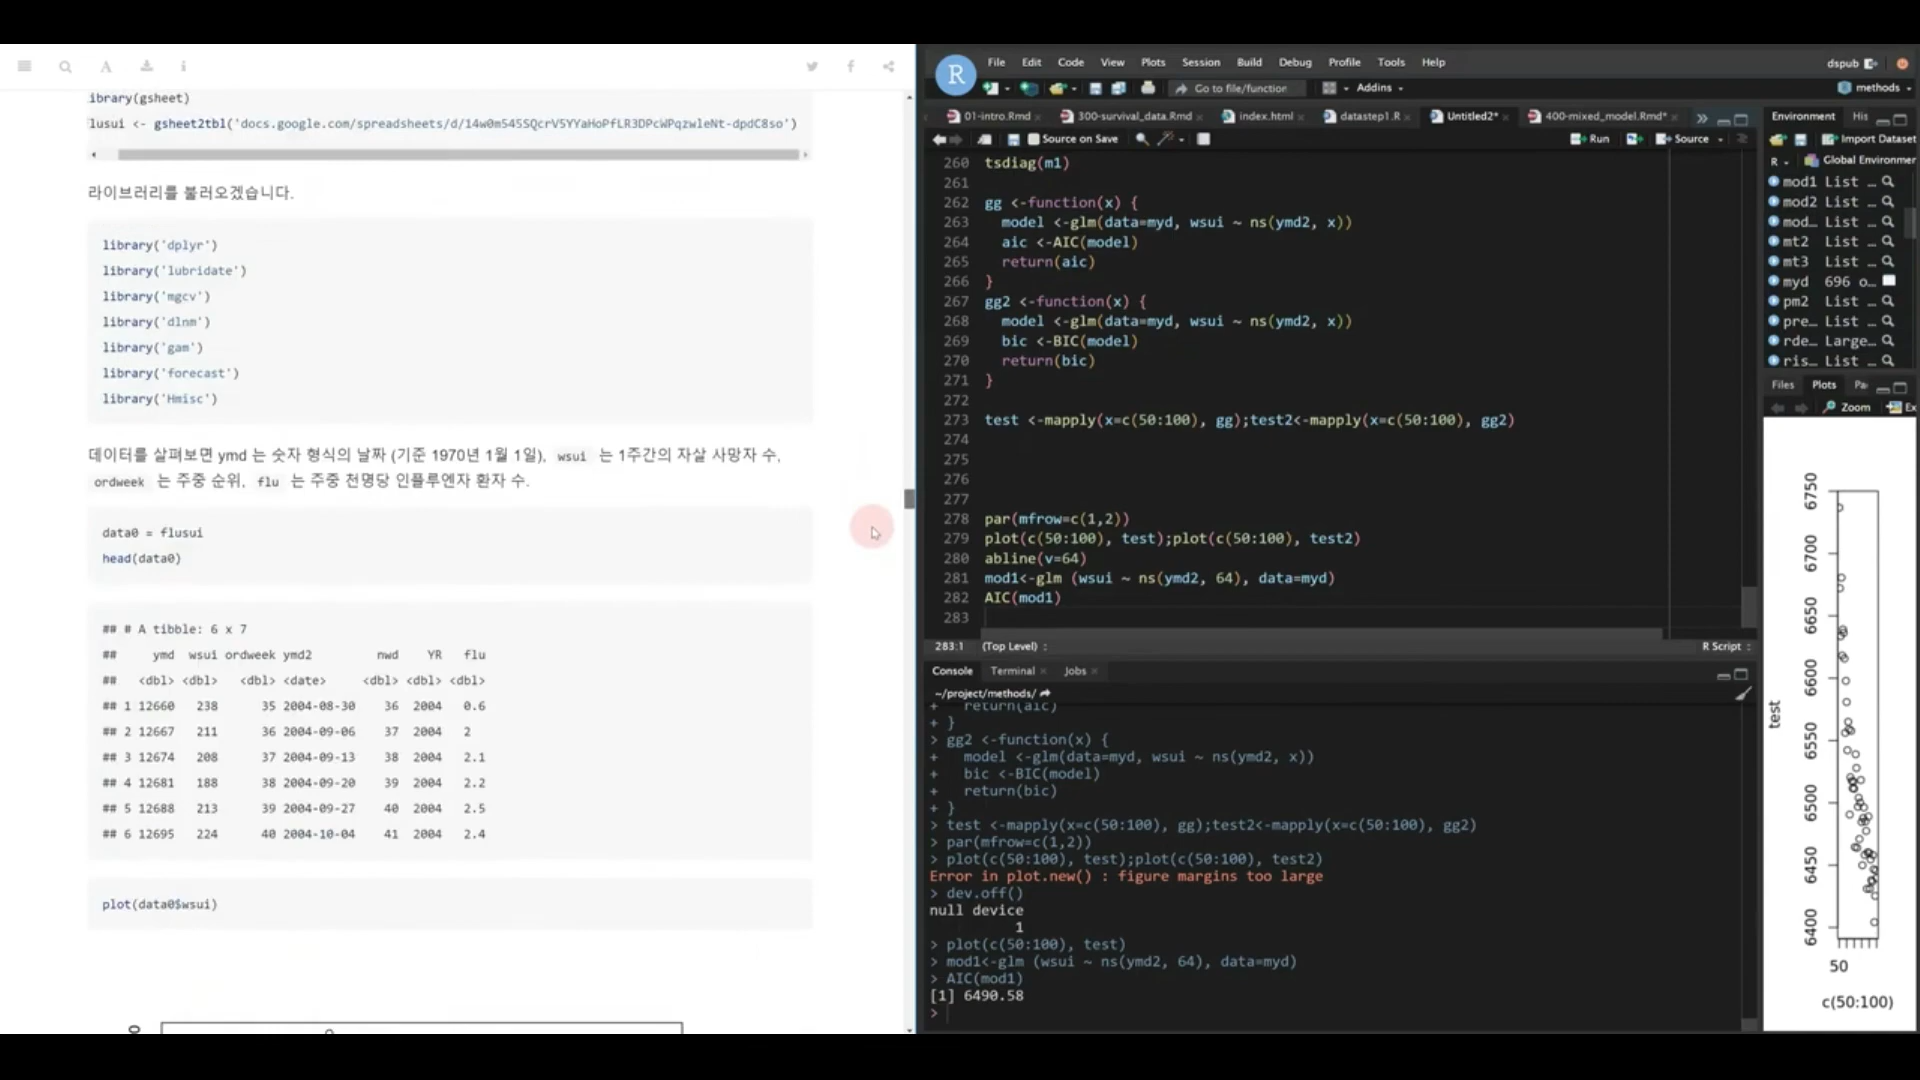 ibrary(gsheet)
lusui <- gsheet2tbl('docs.google.com/spreadsheets/d/14w0mS45SQcrV5YYaHoPfLR3DPcWPqzwleNt-dpdC8so')
라이브러리를 불러오겠습니다.
library('dplyr')
library('lubridate')
library('mgcv')
library('dlnm')
library('gam')
library('forecast')
library('Hmisc')
데이터를 살펴보면 ymd 는 숫자 형식의 날짜 (기준 1970년 1월 1일), wsui 는 1주간의 자살 사망자 수,
ordweek 는 주중 순위, flu 는 주중 천명당 인플루엔자 환자 수.
data0 = flusui
head(data0)
## # A tibble: 6 x 7
## ymd wsui ordweek ymd2 nwd YR flu
## <dbl> <dbl> <dbl> <date> <dbl> <dbl> <dbl>
## 1 12660 238 35 2004-08-30 36 2004 0.6
## 2 12667 211 36 2004-09-06 37 2004 2
## 3 12674 208 37 2004-09-13 38 2004 2.1
## 4 12681 188 38 2004-09-20 39 2004 2.2
## 5 12688 213 39 2004-09-27 40 2004 2.5
## 6 12695 224 40 2004-10-04 41 2004 2.4
plot(data0$wsui)
R File Edit Code View Plots Session Build Debug Profile Tools Help dspub
Go to file/function Addins methods
01-intro.Rmd 300-survival_data.Rmd index.html datastep1.R Untitled2* 400-mixed_model.Rmd*
Source on Save Run Source
260 tsdiag(m1)
261
262 gg <-function(x) {
263 model <-glm(data=myd, wsui ~ ns(ymd2, x))
264 aic <-AIC(model)
265 return(aic)
266 }
267 gg2 <-function(x) {
268 model <-glm(data=myd, wsui ~ ns(ymd2, x))
269 bic <-BIC(model)
270 return(bic)
271 }
272
273 test <-mapply(x=c(50:100), gg);test2<-mapply(x=c(50:100), gg2)
274
275
276
277
278 par(mfrow=c(1,2))
279 plot(c(50:100), test);plot(c(50:100), test2)
280 abline(v=64)
281 mod1<-glm (wsui ~ ns(ymd2, 64), data=myd)
282 AIC(mod1)
283
283:1 (Top Level) R Script
Console Terminal Jobs
~/project/methods/
+ return(aic)
+ }
> gg2 <-function(x) {
+ model <-glm(data=myd, wsui ~ ns(ymd2, x))
+ bic <-BIC(model)
+ return(bic)
+ }
> test <-mapply(x=c(50:100), gg);test2<-mapply(x=c(50:100), gg2)
> par(mfrow=c(1,2))
> plot(c(50:100), test);plot(c(50:100), test2)
Error in plot.new() : figure margins too large
> dev.off()
null device
1
> plot(c(50:100), test)
> mod1<-glm (wsui ~ ns(ymd2, 64), data=myd)
> AIC(mod1)
[1] 6490.58
>
Environment His
Import Dataset
R Global Environmer
mod1 List ...
mod2 List ...
mod... List ...
mt2 List ...
mt3 List ...
myd 696 o...
pm2 List ...
pre... List ...
rde... Large...
ris... List ...
Files Plots Pa
Zoom Ex
6750
6700
6650
6600
6550
6500
6450
6400
test
50
c(50:100)